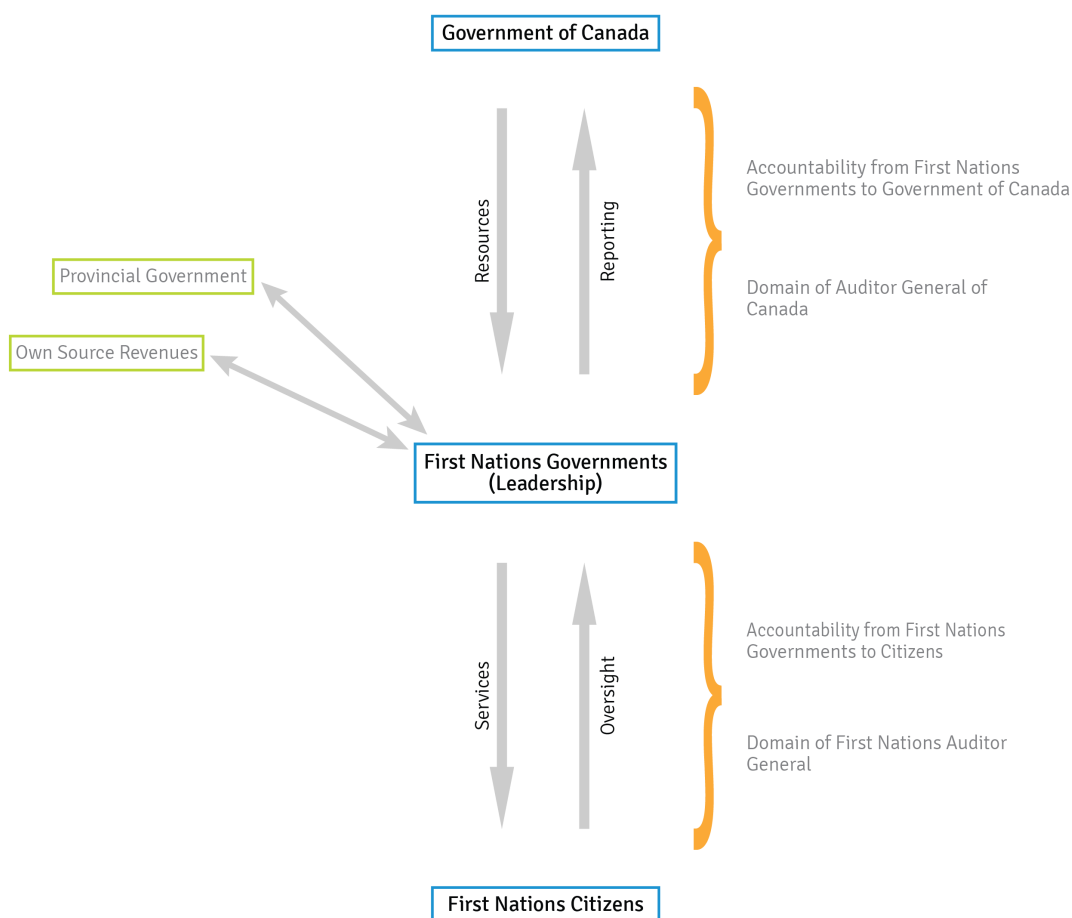 Government of Canada
Resources
Reporting
Accountability from First Nations
Governments to Government of Canada
Domain of Auditor General of
Canada
Provincial Government
Own Source Revenues
First Nations Governments
(Leadership)
Services
Oversight
Accountability from First Nations
Governments to Citizens
Domain of First Nations Auditor
General
First Nations Citizens